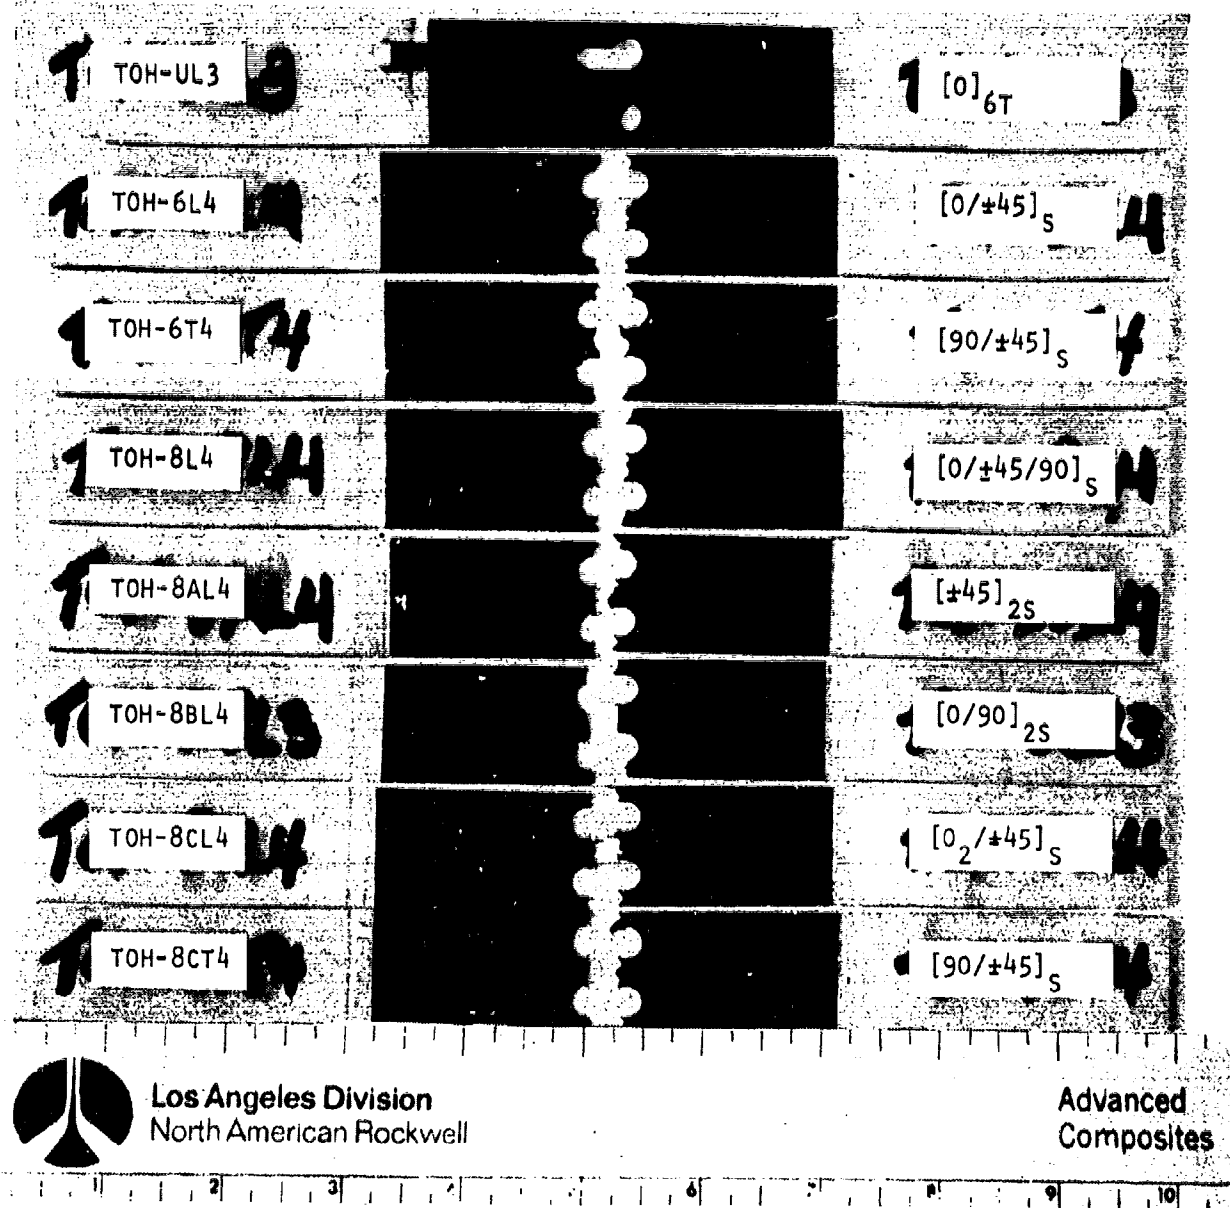 TOH-UL3 [0]6T
TOH-6L4 [0/±45]S
TOH-6T4 [90/±45]S
TOH-8L4 [0/±45/90]S
TOH-8AL4 [±45]2S
TOH-8BL4 [0/90]2S
TOH-8CL4 [02/±45]S
TOH-8CT4 [90/±45]S
Los Angeles Division
North American Rockwell
Advanced
Composites
1 2 3 6 8 9 10